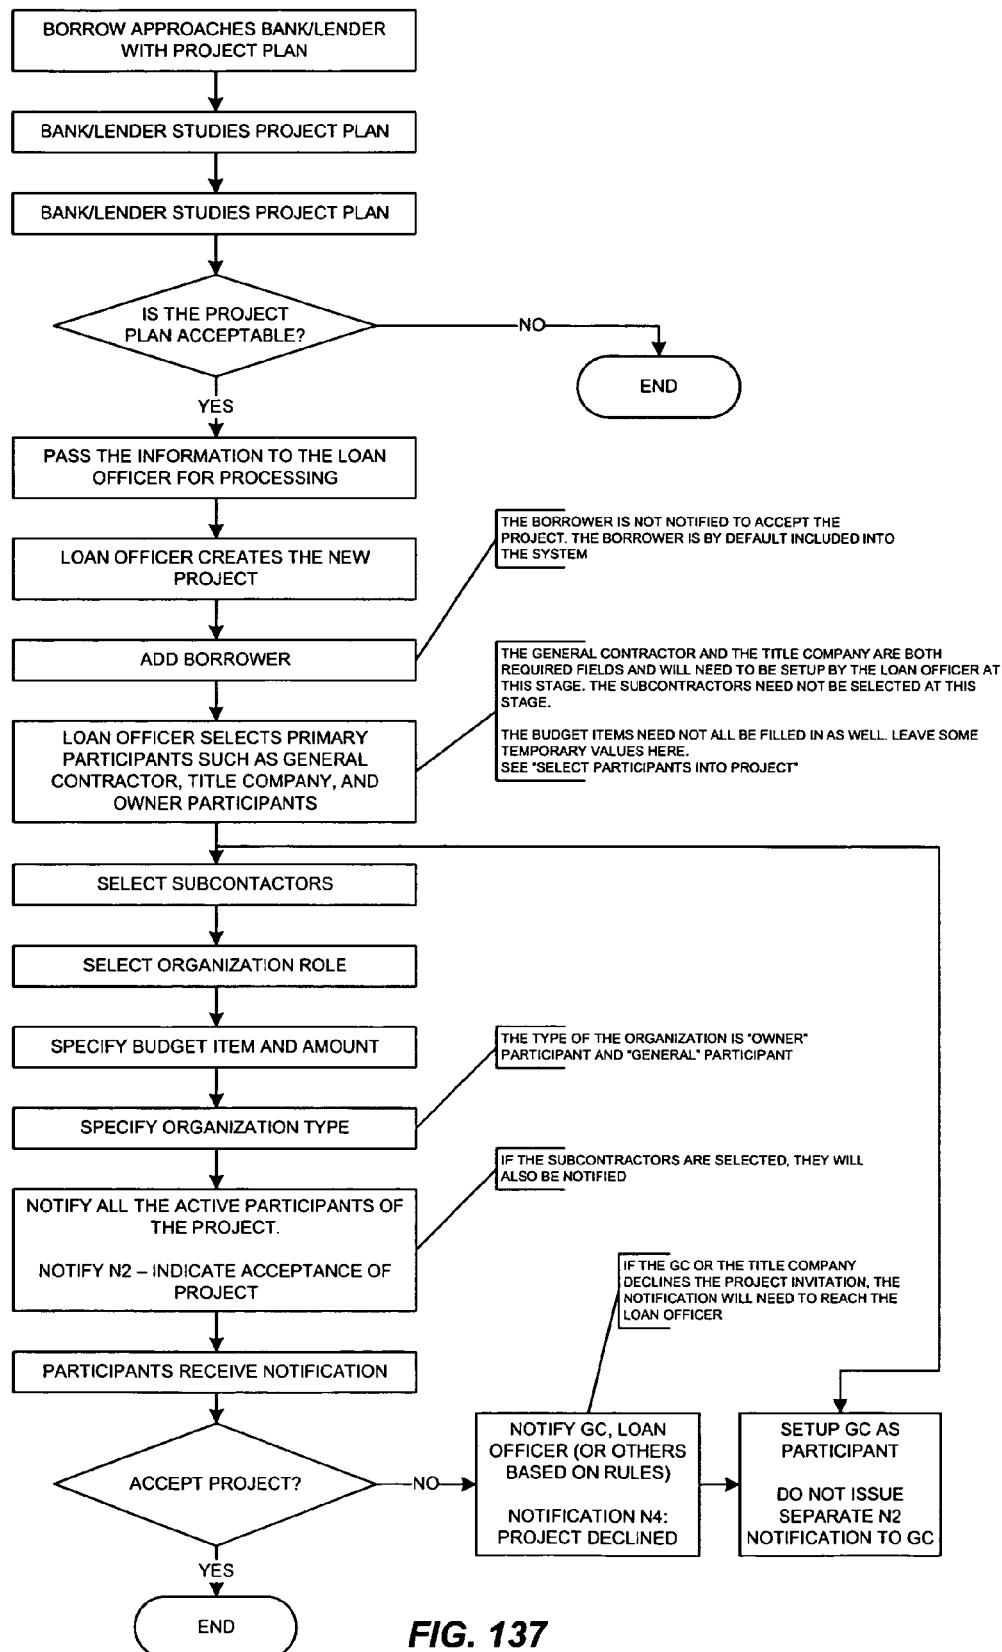 BORROW APPROACHES BANK/LENDER
WITH PROJECT PLAN
BANK/LENDER STUDIES PROJECT PLAN
BANK/LENDER STUDIES PROJECT PLAN
IS THE PROJECT
PLAN ACCEPTABLE?
NO
END
YES
PASS THE INFORMATION TO THE LOAN
OFFICER FOR PROCESSING
LOAN OFFICER CREATES THE NEW
PROJECT
THE BORROWER IS NOT NOTIFIED TO ACCEPT THE
PROJECT. THE BORROWER IS BY DEFAULT INCLUDED INTO
THE SYSTEM
ADD BORROWER
THE GENERAL CONTRACTOR AND THE TITLE COMPANY ARE BOTH
REQUIRED FIELDS AND WILL NEED TO BE SETUP BY THE LOAN OFFICER AT
THIS STAGE. THE SUBCONTRACTORS NEED NOT BE SELECTED AT THIS
STAGE.
THE BUDGET ITEMS NEED NOT ALL BE FILLED IN AS WELL. LEAVE SOME
TEMPORARY VALUES HERE.
SEE "SELECT PARTICIPANTS INTO PROJECT"
LOAN OFFICER SELECTS PRIMARY
PARTICIPANTS SUCH AS GENERAL
CONTRACTOR, TITLE COMPANY, AND
OWNER PARTICIPANTS
SELECT SUBCONTACTORS
SELECT ORGANIZATION ROLE
SPECIFY BUDGET ITEM AND AMOUNT
THE TYPE OF THE ORGANIZATION IS "OWNER"
PARTICIPANT AND "GENERAL" PARTICIPANT
SPECIFY ORGANIZATION TYPE
IF THE SUBCONTRACTORS ARE SELECTED, THEY WILL
ALSO BE NOTIFIED
NOTIFY ALL THE ACTIVE PARTICIPANTS OF
THE PROJECT.
NOTIFY N2 – INDICATE ACCEPTANCE OF
PROJECT
IF THE GC OR THE TITLE COMPANY
DECLINES THE PROJECT INVITATION, THE
NOTIFICATION WILL NEED TO REACH THE
LOAN OFFICER
PARTICIPANTS RECEIVE NOTIFICATION
ACCEPT PROJECT?
NO
NOTIFY GC, LOAN
OFFICER (OR OTHERS
BASED ON RULES)
NOTIFICATION N4:
PROJECT DECLINED
SETUP GC AS
PARTICIPANT
DO NOT ISSUE
SEPARATE N2
NOTIFICATION TO GC
YES
END
FIG. 137